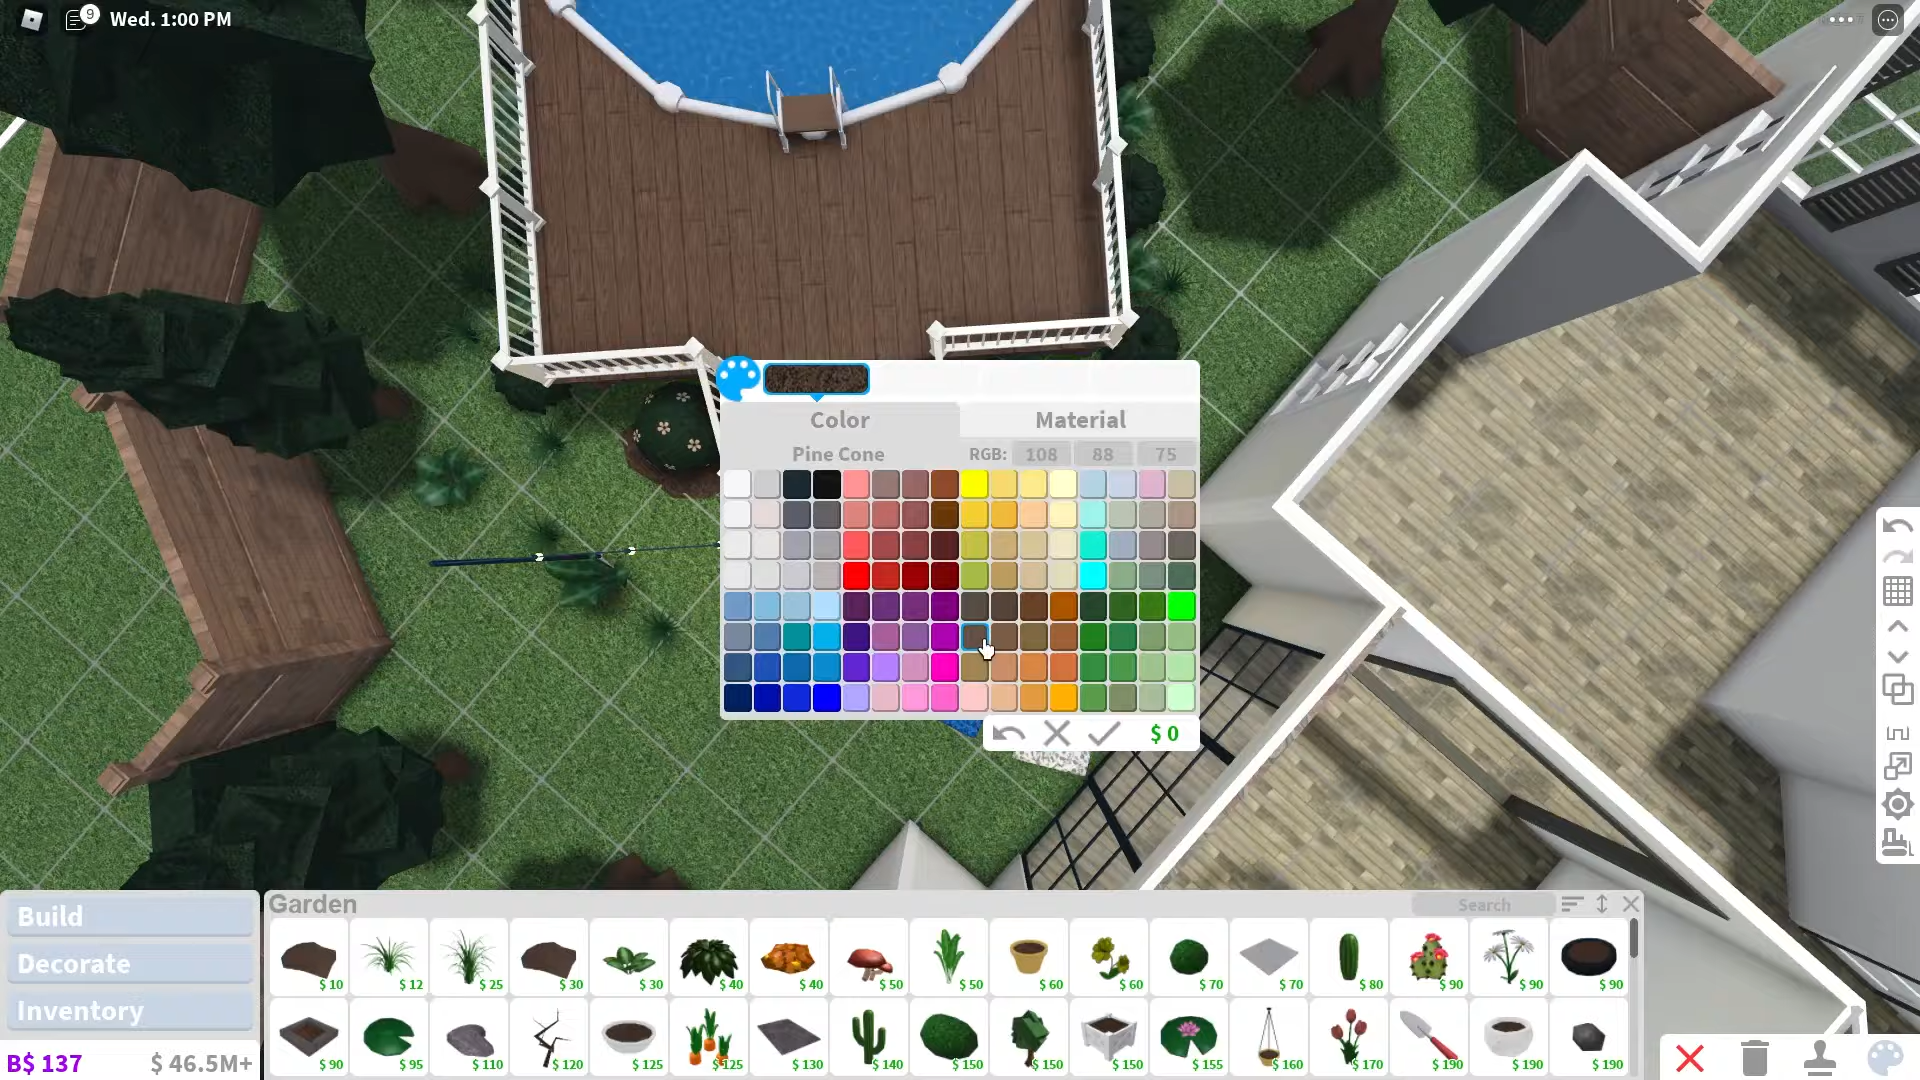 9 Wed. 1:00 PM
Color Material
Pine Cone RGB: 108 88 75
$ 0
Build
Decorate
Inventory
B$ 137 $ 46.5M+
Garden Search
$ 10 $ 12 $ 25 $ 30 $ 30 $ 40 $ 40 $ 50 $ 50 $ 60 $ 60 $ 70 $ 70 $ 80 $ 90 $ 90 $ 90
$ 90 $ 95 $ 110 $ 120 $ 125 $ 125 $ 130 $ 140 $ 150 $ 150 $ 150 $ 155 $ 160 $ 170 $ 190 $ 190 $ 190